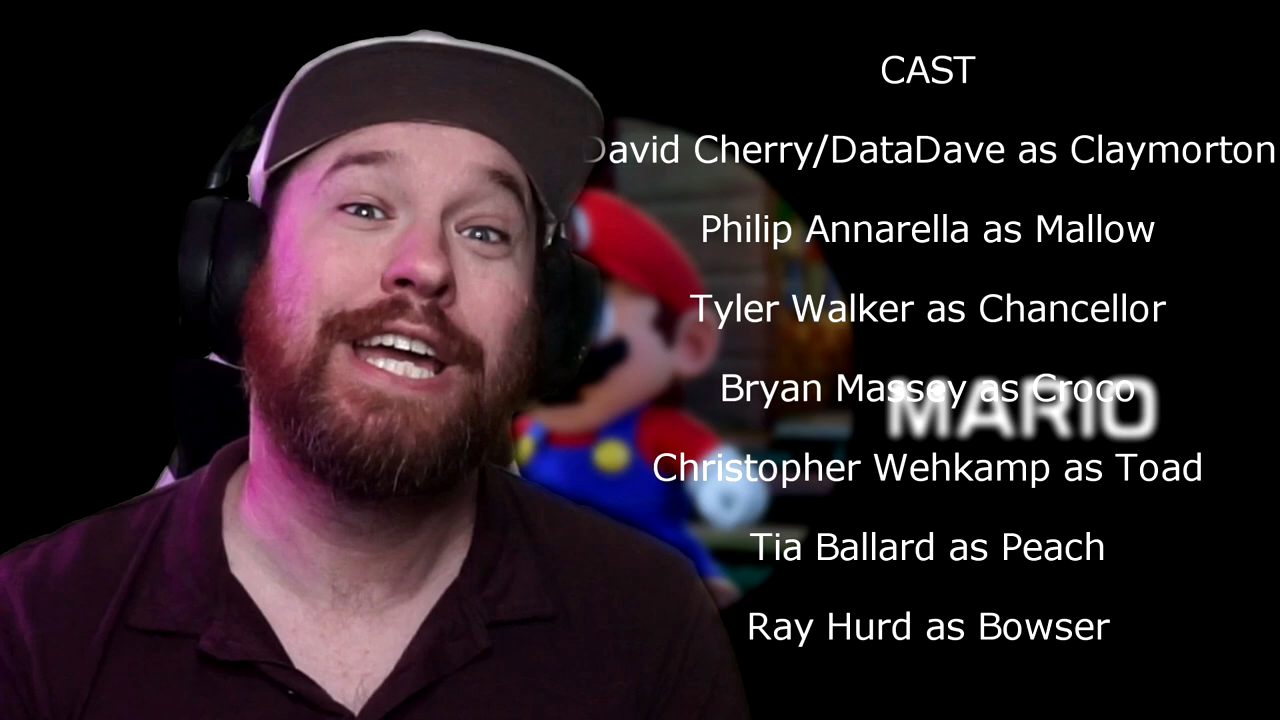 CAST
David Cherry/DataDave as Claymorton
Philip Annarella as Mallow
Tyler Walker as Chancellor
Bryan Massey as Croco
MARIO
Christopher Wehkamp as Toad
Tia Ballard as Peach
Ray Hurd as Bowser